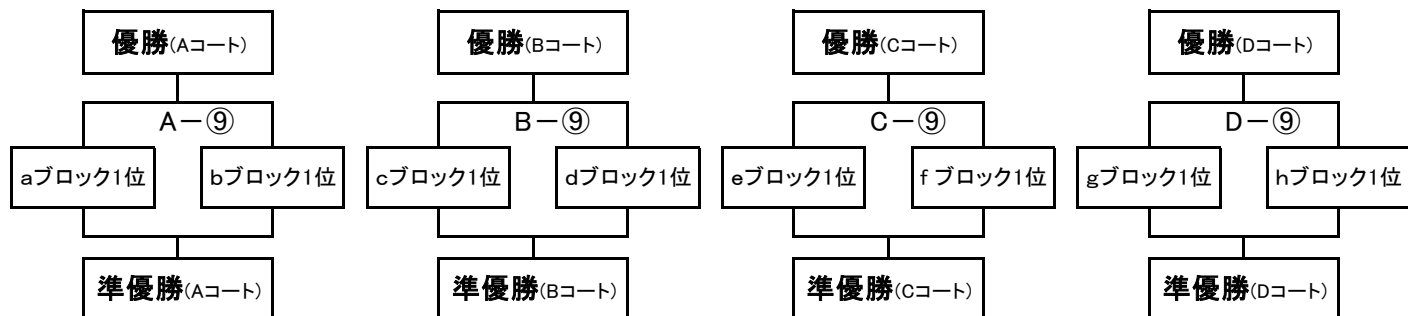 優勝(Aコート) 優勝(Bコート) 優勝(Cコート) 優勝(Dコート)
A－⑨ B－⑨ C－⑨ D－⑨
aブロック1位 bブロック1位 cブロック1位 dブロック1位 eブロック1位 f ブロック1位 gブロック1位 hブロック1位
準優勝(Aコート) 準優勝(Bコート) 準優勝(Cコート) 準優勝(Dコート)